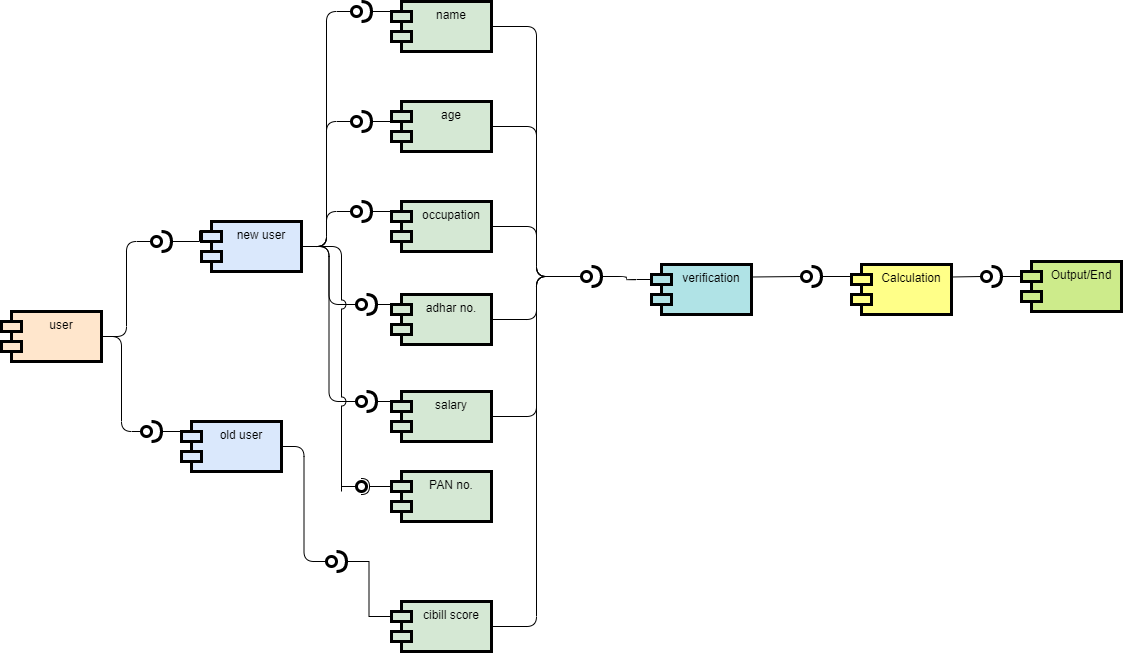 name
age
occupation
new user
adhar no.
verification
Calculation
Output/End
user
salary
old user
PAN no.
cibill score